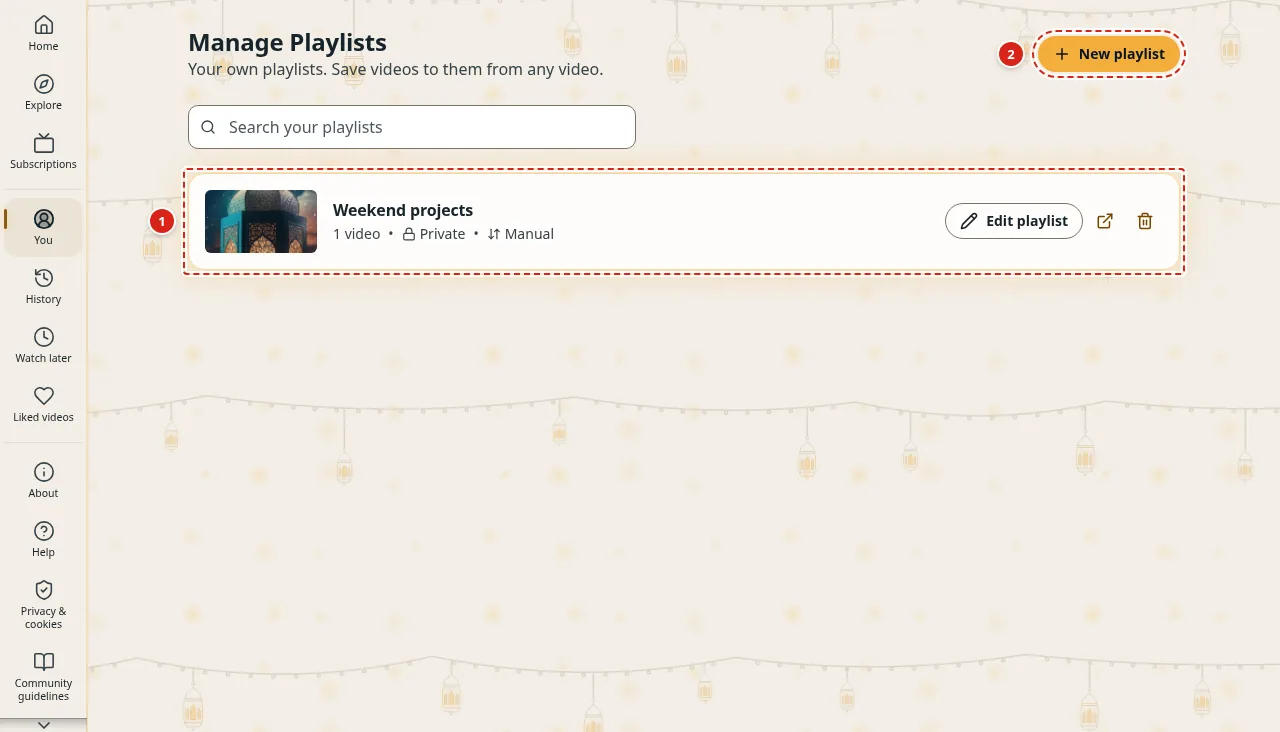 Home
Explore
Subscriptions
You
History
Watch later
Liked videos
About
Help
Privacy &
cookies
Community
guidelines
Manage Playlists
Your own playlists. Save videos to them from any video.
2
New playlist
Search your playlists
1
Weekend projects
1 video • Private • Manual
Edit playlist